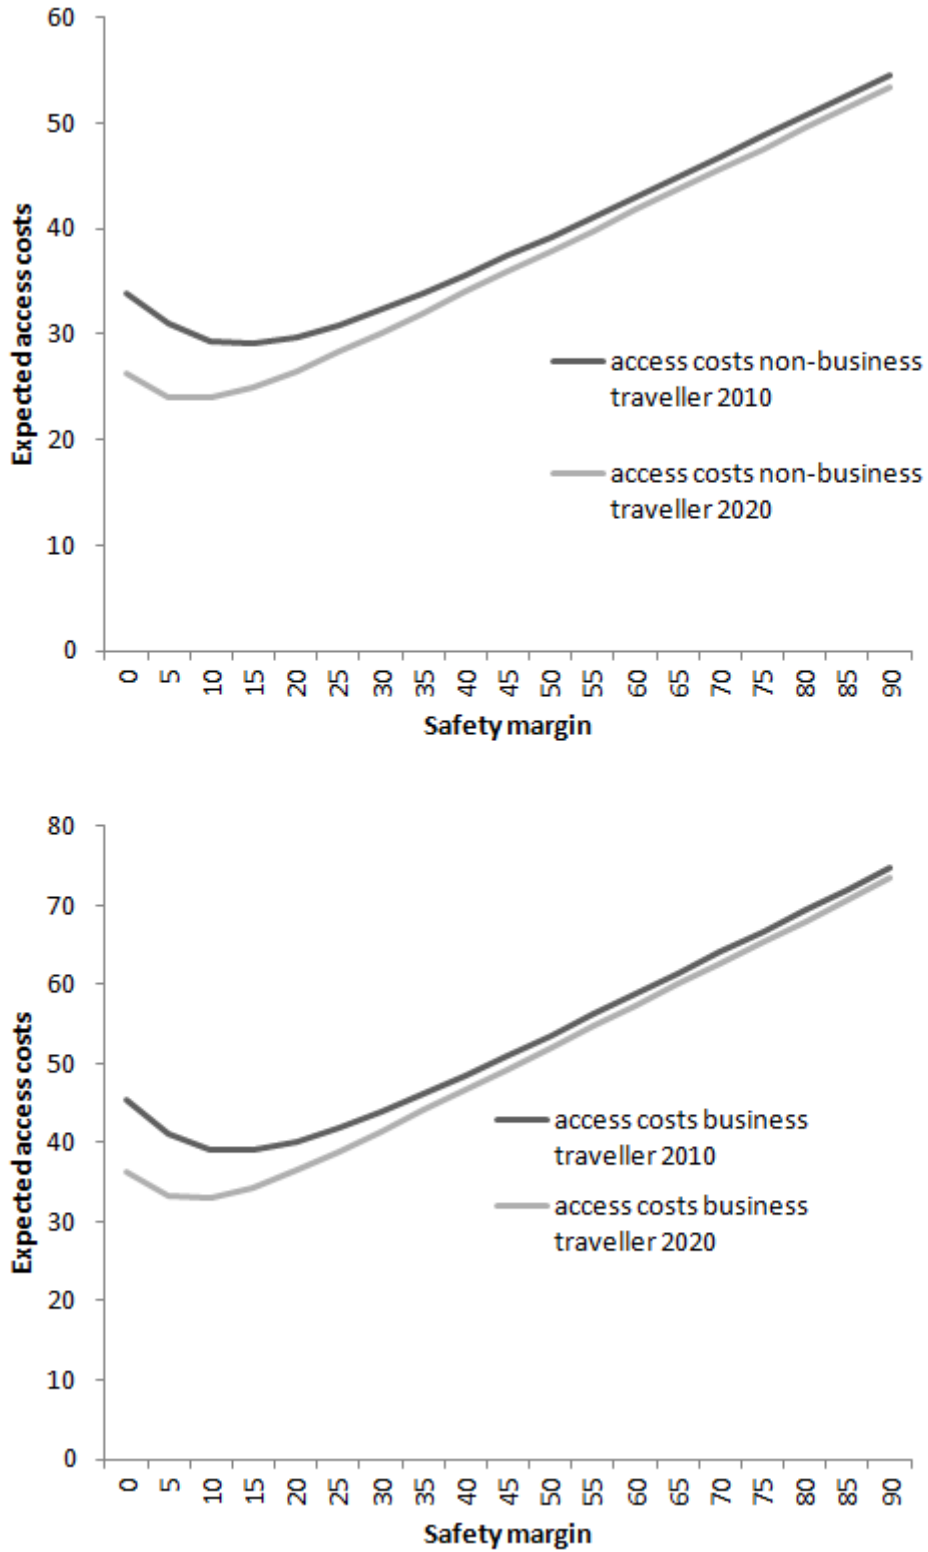 60
50
40
30
20
10
0
Expected access costs
access costs non-business
traveller 2010
access costs non-business
traveller 2020
0 5 10 15 20 25 30 35 40 45 50 55 60 65 70 75 80 85 90
Safety margin
80
70
60
50
40
30
20
10
0
Expected access costs
access costs business
traveller 2010
access costs business
traveller 2020
0 5 10 15 20 25 30 35 40 45 50 55 60 65 70 75 80 85 90
Safety margin